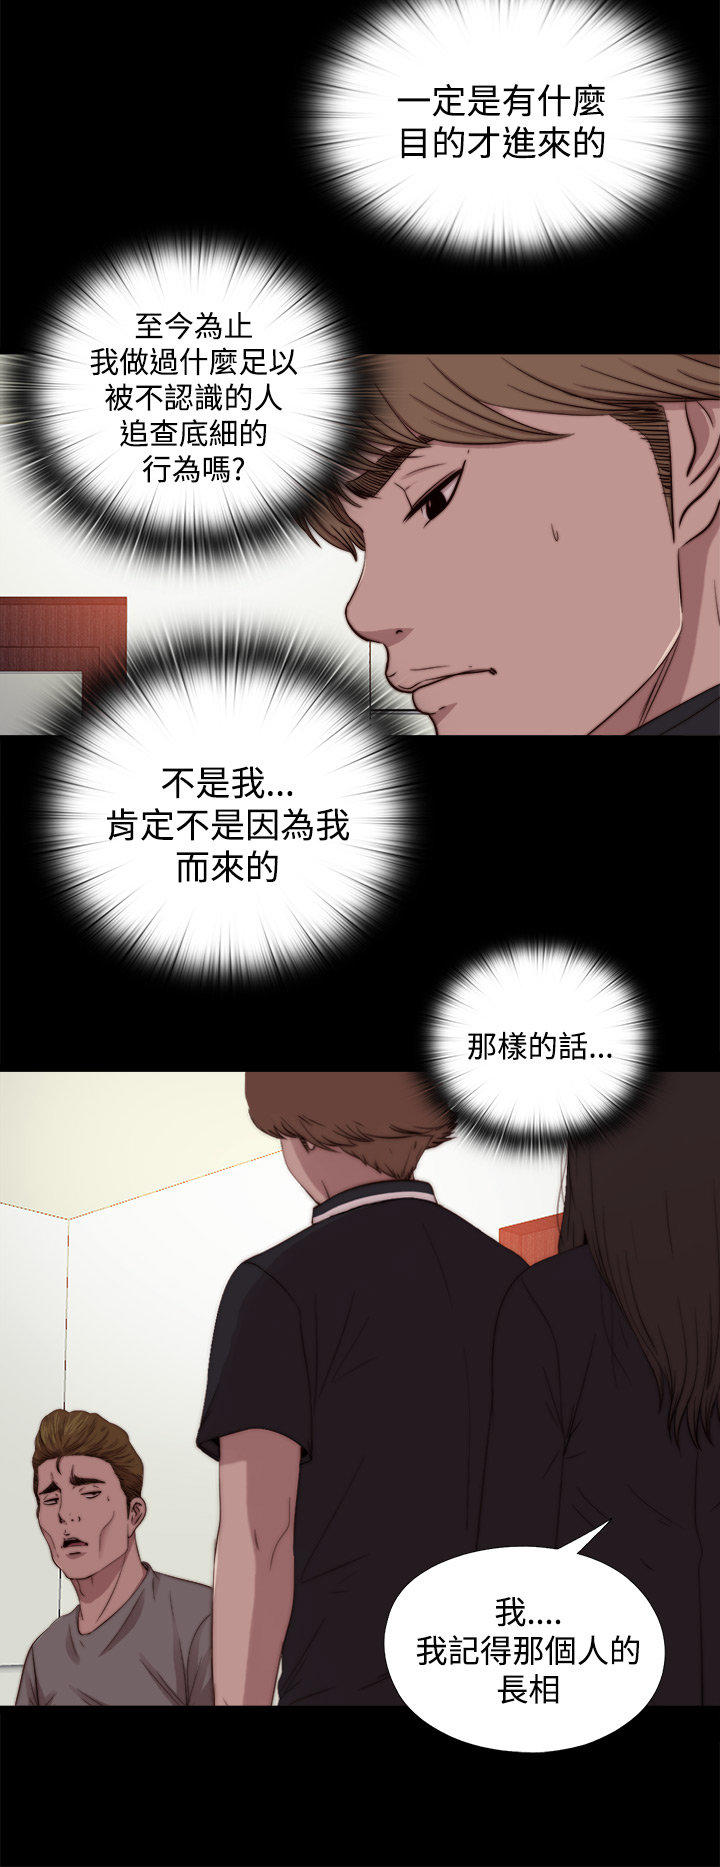 一定是有什麼
目的才進來的
至今為止
我做過什麼足以
被不認識的人
追查底細的
行為嗎?
不是我...
肯定不是因為我
而來的
那樣的話...
我....
我記得那個人的
長相